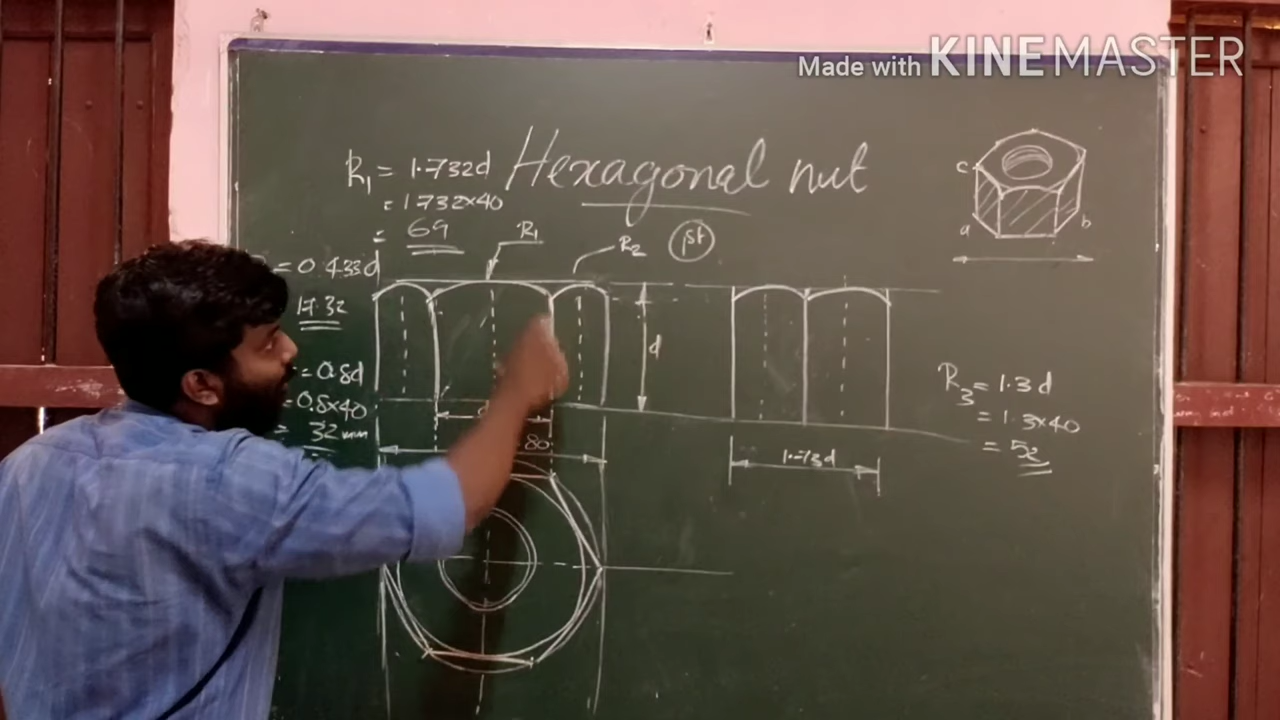 Made with KINEMASTER
Hexagonal nut
R1 = 1.732d
= 1.732×40
= 69
R1
R2
1st
= 0.433d
17.32
= 0.8d
= 0.8×40
= 32 mm
d
d
80
1.73d
c
a
b
R3 = 1.3d
= 1.3×40
= 52